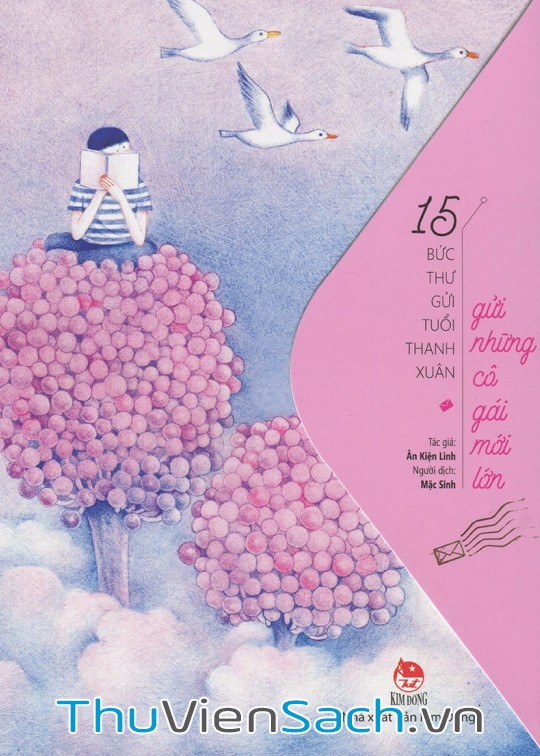 15
BỨC
THƯ
GỬI
TUỔI
THANH
XUÂN
gửi
những
cô
gái
mới
lớn
Tác giả:
Ân Kiện Linh
Người dịch:
Mặc Sinh
KIM ĐỒNG
ThuVienSach.vn